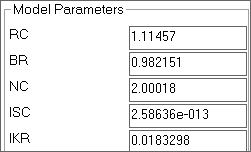 Model Parameters
RC 1.11457
BR 0.982151
NC 2.00018
ISC 2.58636e-013
IKR 0.0183298